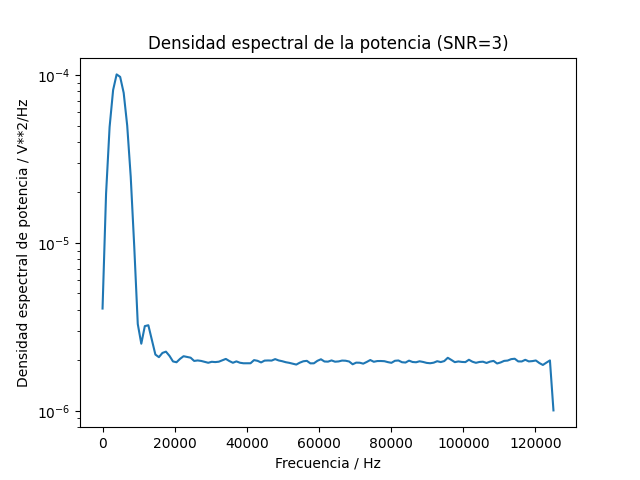 Densidad espectral de la potencia (SNR=3)
Densidad espectral de potencia / V**2/Hz
10⁻⁴
10⁻⁵
10⁻⁶
0 20000 40000 60000 80000 100000 120000
Frecuencia / Hz